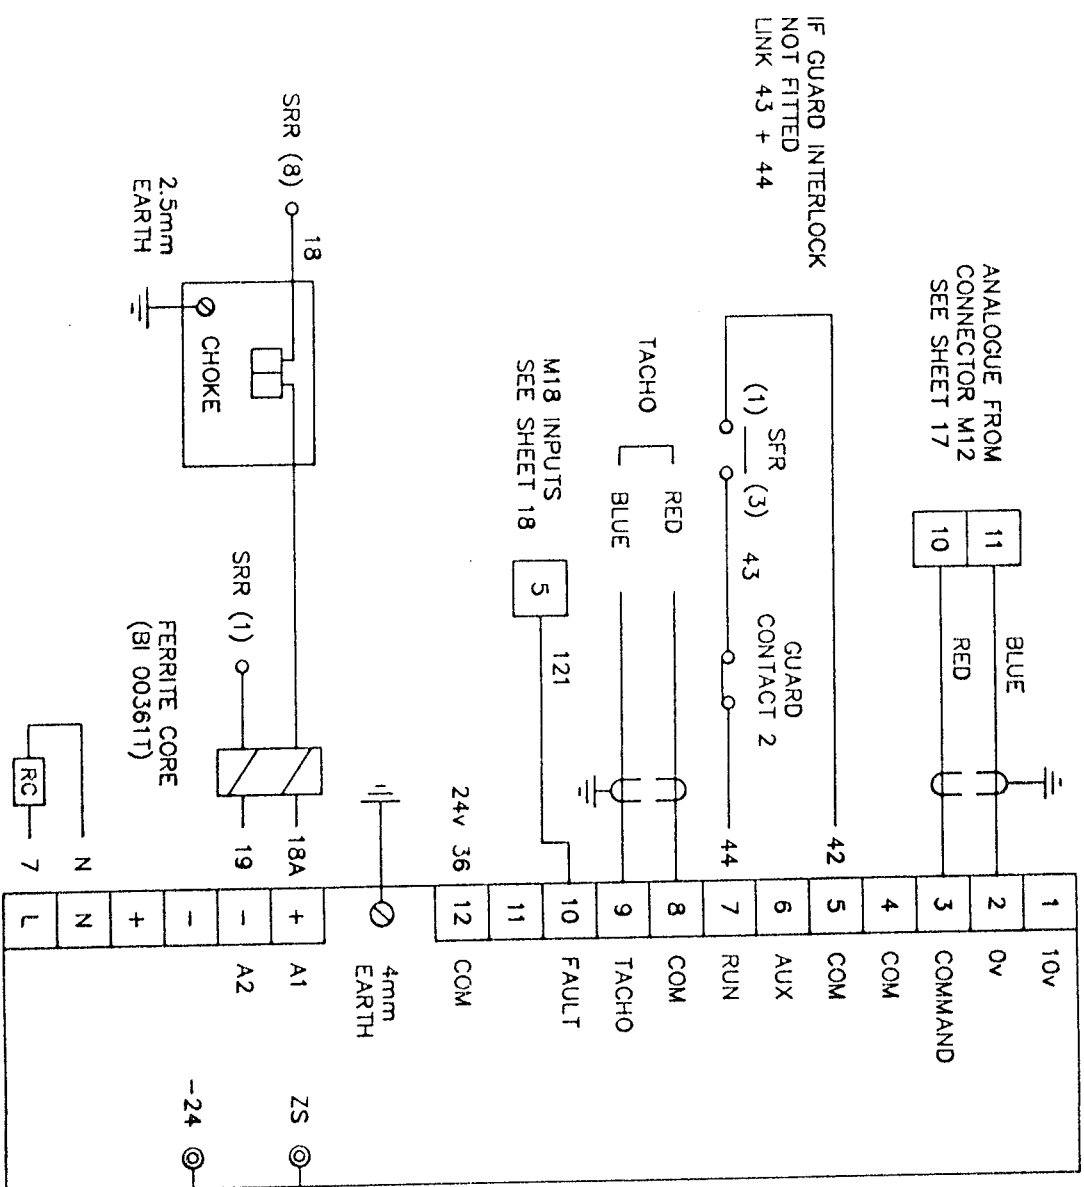 IF GUARD INTERLOCK
NOT FITTED
LINK 43 + 44
ANALOGUE FROM
CONNECTOR M12
SEE SHEET 17
11
10
BLUE
RED
SFR
(1)
(3)
43
GUARD
CONTACT 2
42
44
TACHO
RED
BLUE
M18 INPUTS
SEE SHEET 18
5
121
24v 36
SRR (8)
18
2.5mm
EARTH
CHOKE
SRR (1)
FERRITE CORE
(BI 00361T)
18A
19
N
7
RC
1 10v
2 0v
3 COMMAND
4 COM
5 COM
6 AUX
7 RUN
8 COM
9 TACHO
10 FAULT
11
12 COM
4mm
EARTH
+ A1
- A2
-
+
N
L
ZS
-24